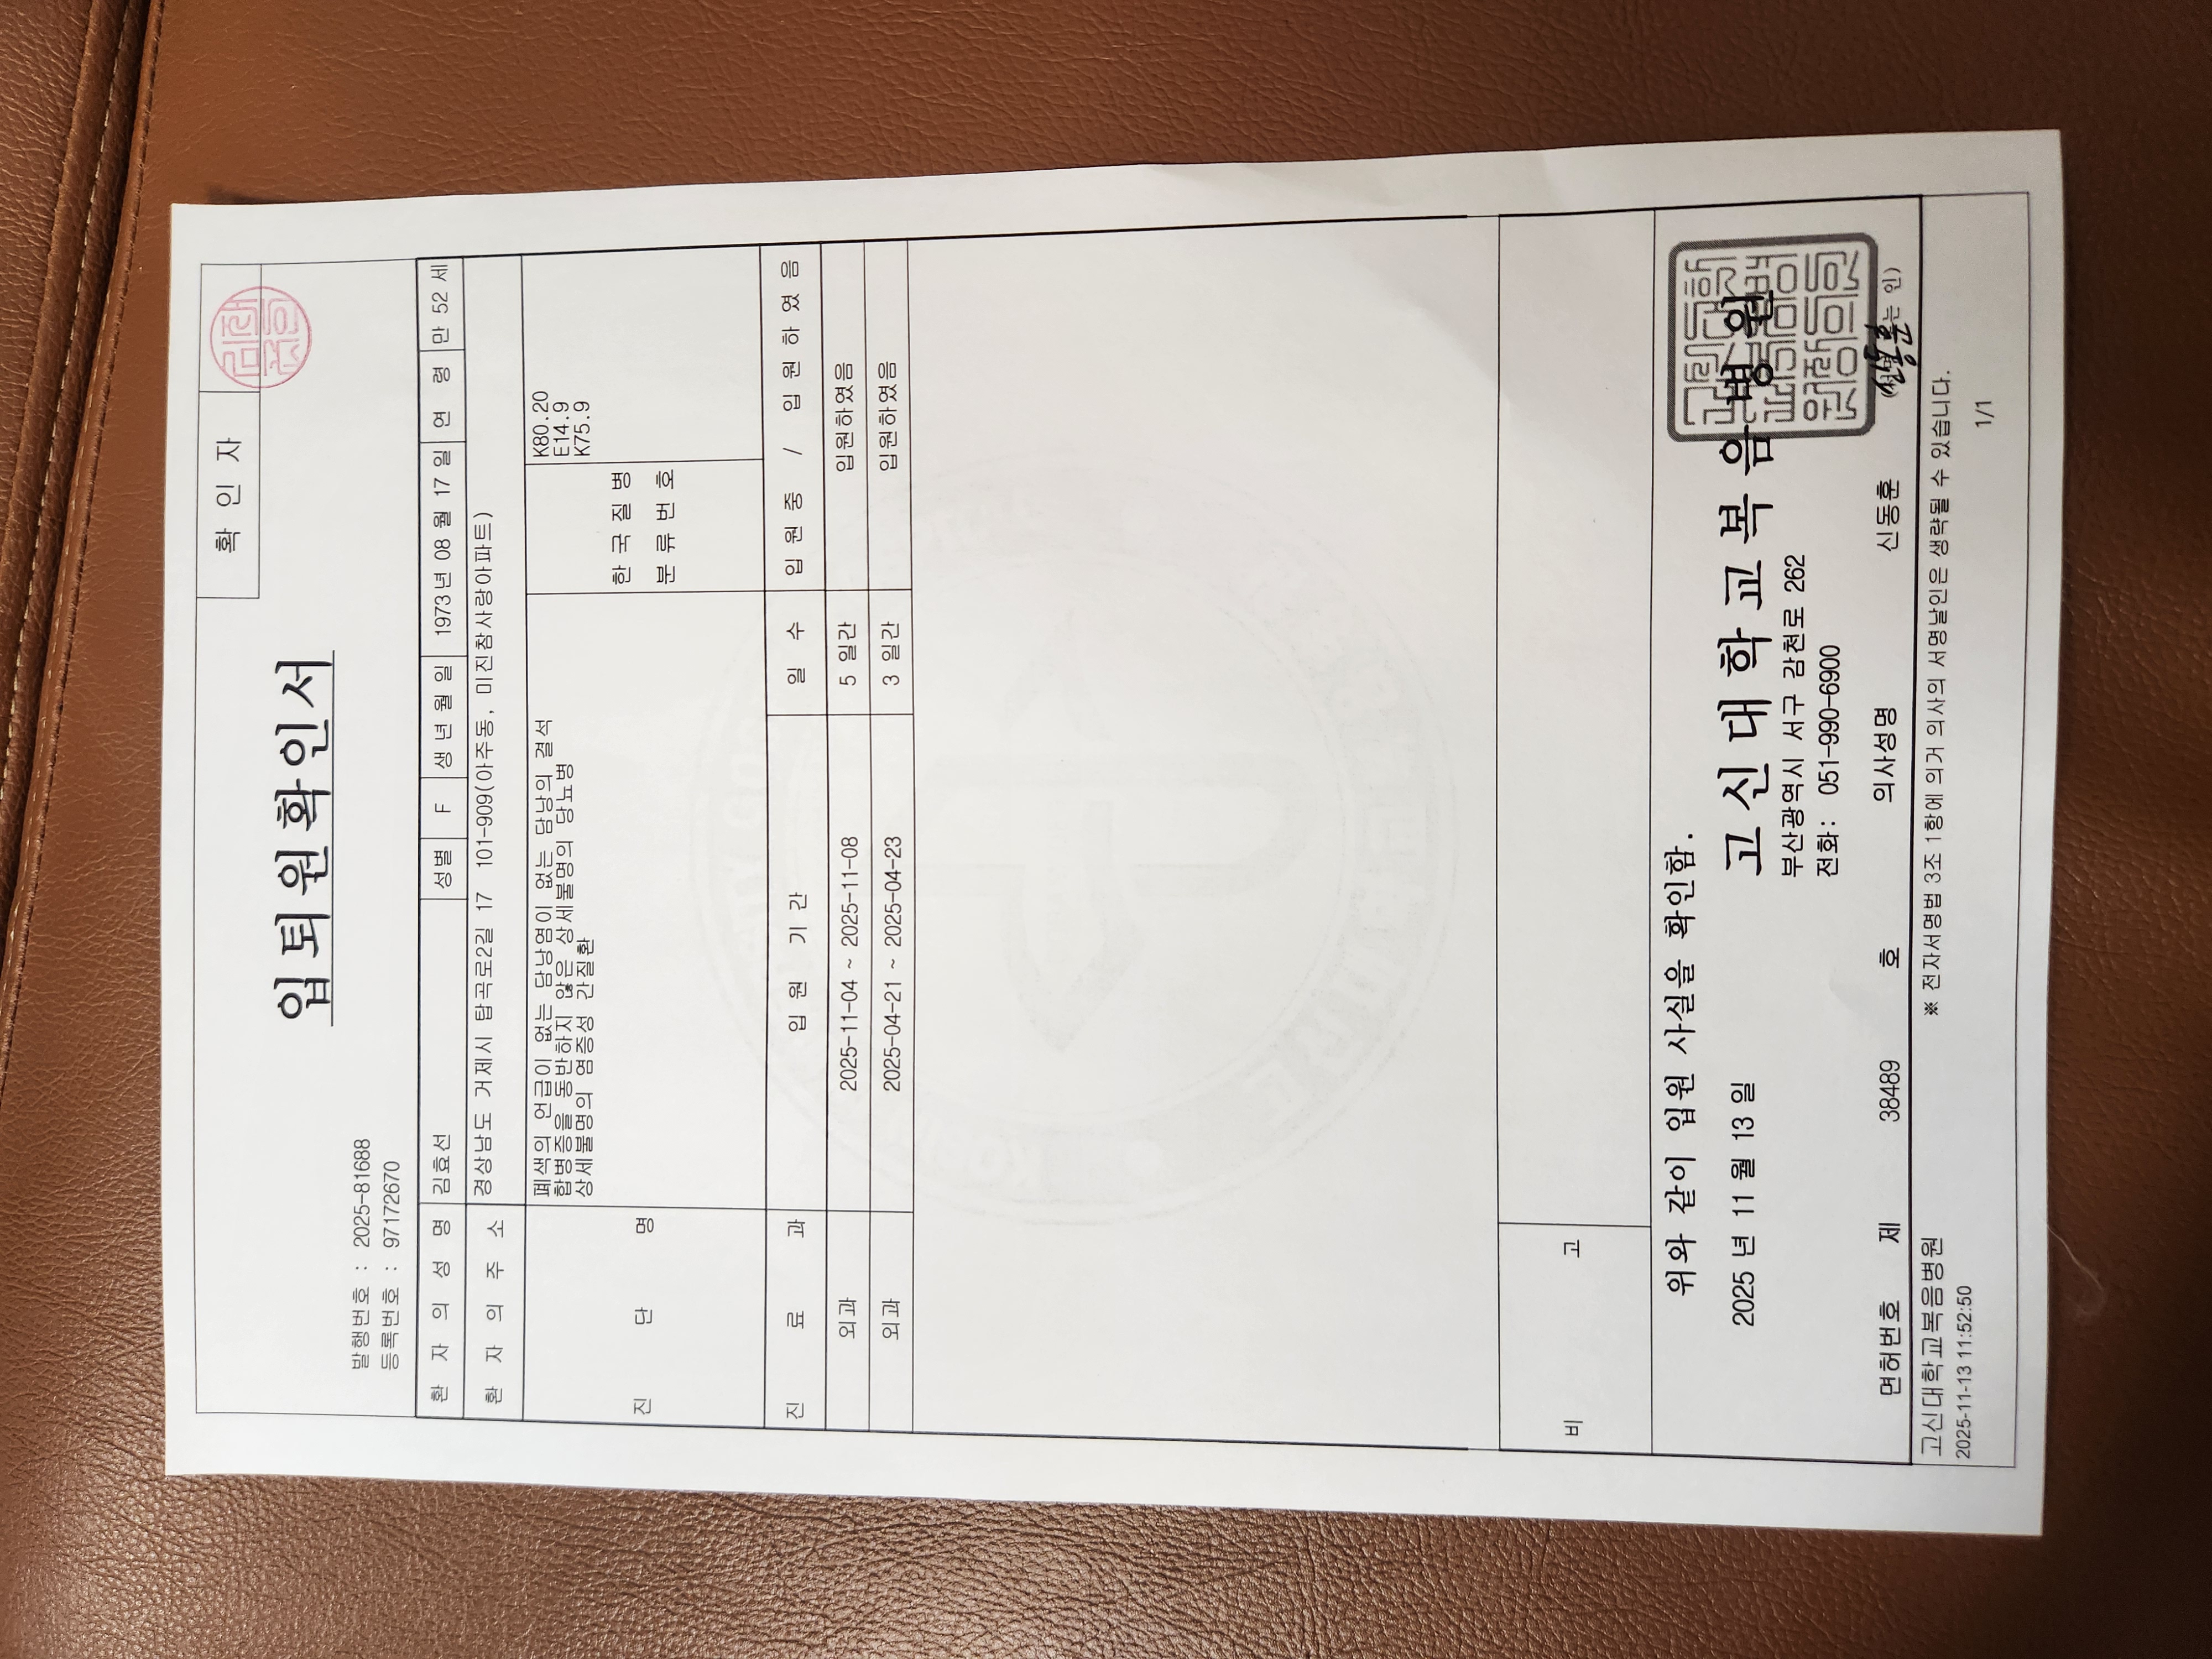 확 인 자
입퇴원확인서
발행번호 : 2025-81688
등록번호 : 97172670
환 자 의 성 명 김효선 성별 F 생 년 월 일 1973 년 08 월 17 일 연 령 만 52 세
환 자 의 주 소 경상남도 거제시 탑곡로2길 17 101-909(아주동, 미진참사랑아파트)
진 단 명
폐색의 언급이 없는 담낭염이 없는 담낭의 결석
합병증을 동반하지 않은 상세불명의 당뇨병
상세불명의 염증성 간질환
한 국 질 병
분 류 번 호
K80.20
E14.9
K75.9
진 료 과 입 원 기 간 일 수 입 원 중 / 입 원 하 였 음
외과 2025-11-04 ~ 2025-11-08 5 일간 입원하였음
외과 2025-04-21 ~ 2025-04-23 3 일간 입원하였음
비 고
위와 같이 입원 사실을 확인함.
2025 년 11 월 13 일
고신대학교복음병원
부산광역시 서구 감천로 262
전화: 051-990-6900
면허번호 제 38489 호 의사성명 신동훈 인)
※ 전자서명법 3조 1항에 의거 의사의 서명날인은 생략될 수 있습니다.
고신대학교복음병원
2025-11-13 11:52:50
1/1